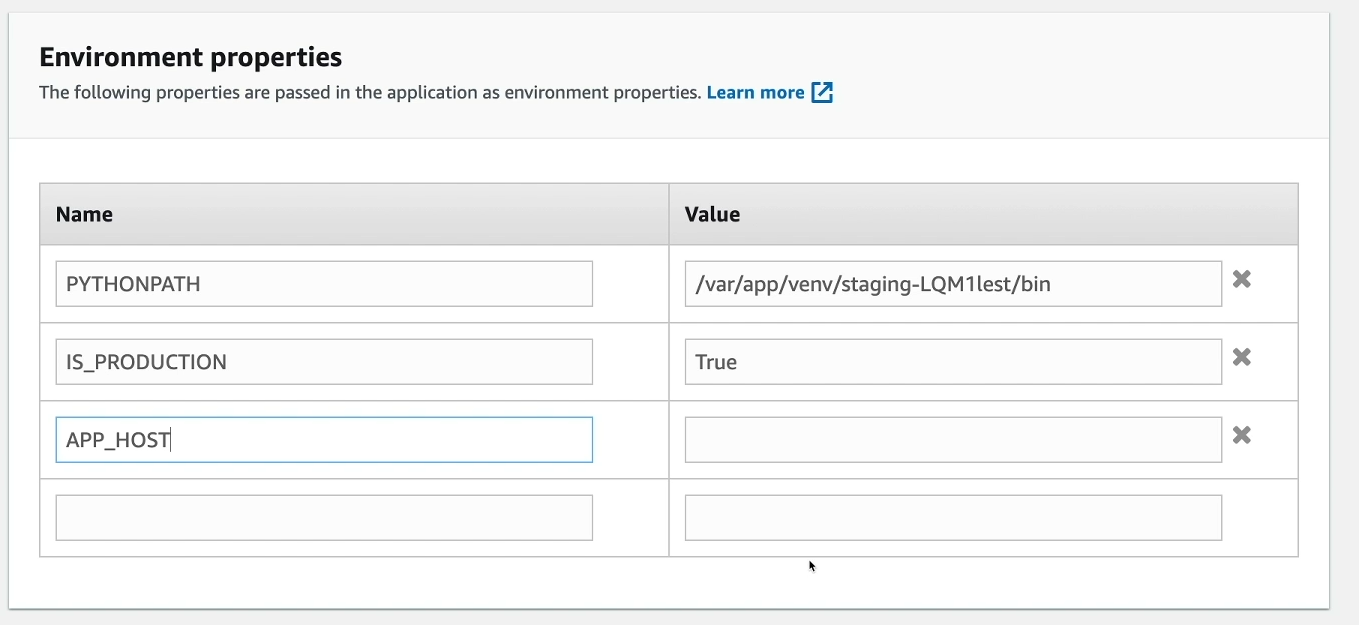 Environment properties
The following properties are passed in the application as environment properties. Learn more
Name Value
PYTHONPATH /var/app/venv/staging-LQM1lest/bin
IS_PRODUCTION True
APP_HOST